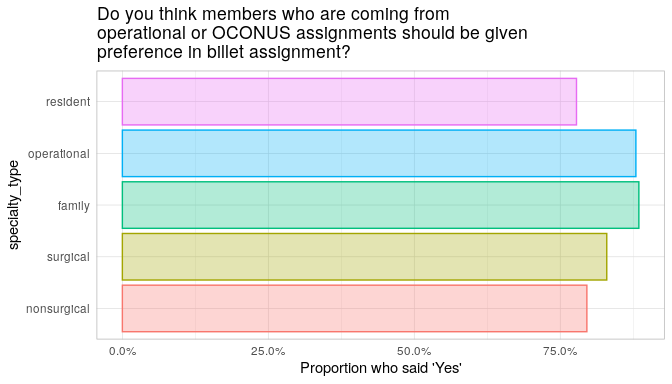 Do you think members who are coming from
operational or OCONUS assignments should be given
preference in billet assignment?
resident
operational
family
surgical
nonsurgical
specialty_type
0.0%
25.0%
50.0%
75.0%
Proportion who said 'Yes'